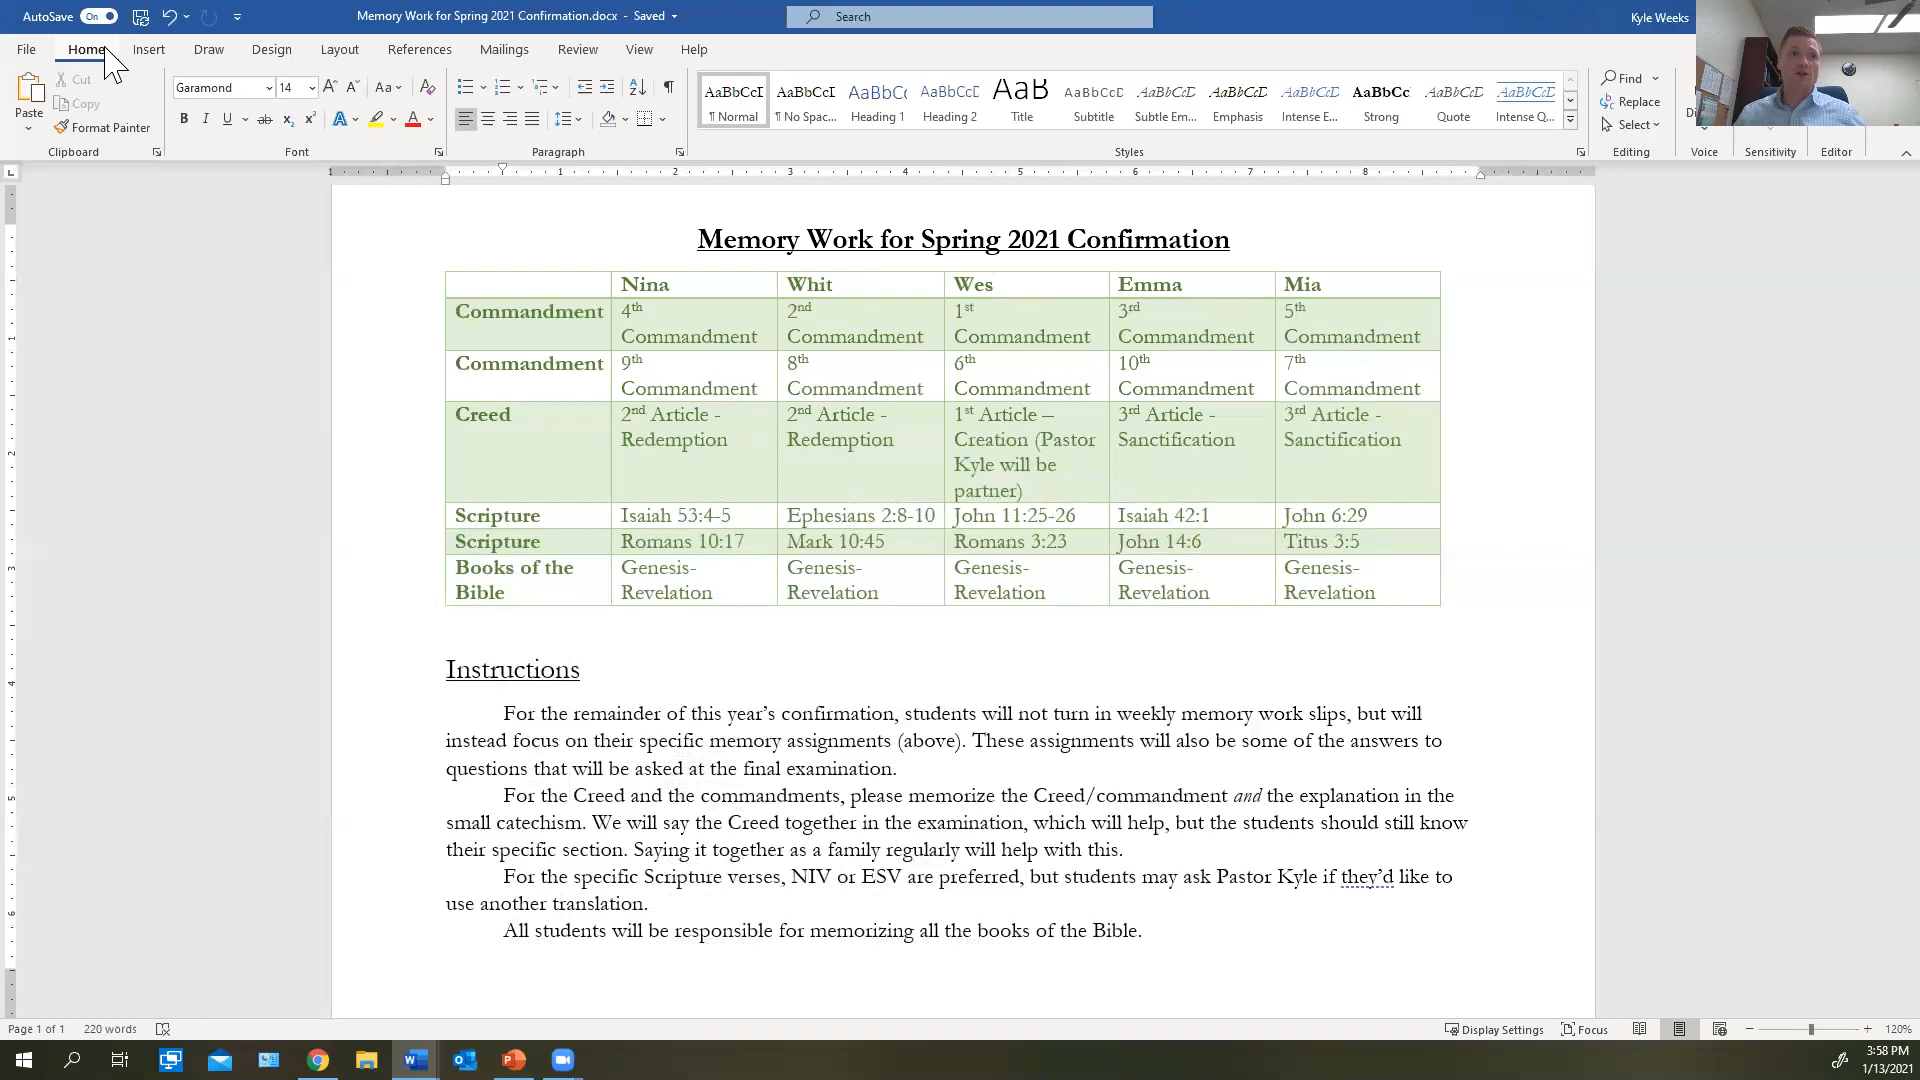 AutoSave On Memory Work for Spring 2021 Confirmation.docx - Saved Search Kyle Weeks
File Home Insert Draw Design Layout References Mailings Review View Help
Paste Cut Copy Format Painter Clipboard
Garamond 14 Font
Paragraph
AaBbCcI AaBbCcI AaBbCc AaBbCcD AaB AaBbCcD AaBbCcD AaBbCcD AaBbCcD AaBbCc AaBbCcD AaBbCcD
¶ Normal ¶ No Spac... Heading 1 Heading 2 Title Subtitle Subtle Em... Emphasis Intense E... Strong Quote Intense Q...
Styles
Find Replace Select Editing
Voice Sensitivity Editor
1 1 2 3 4 5 6 7 8
Memory Work for Spring 2021 Confirmation
Nina Whit Wes Emma Mia
Commandment 4th Commandment 2nd Commandment 1st Commandment 3rd Commandment 5th Commandment
Commandment 9th Commandment 8th Commandment 6th Commandment 10th Commandment 7th Commandment
Creed 2nd Article - Redemption 2nd Article - Redemption 1st Article – Creation (Pastor Kyle will be partner) 3rd Article - Sanctification 3rd Article - Sanctification
Scripture Isaiah 53:4-5 Ephesians 2:8-10 John 11:25-26 Isaiah 42:1 John 6:29
Scripture Romans 10:17 Mark 10:45 Romans 3:23 John 14:6 Titus 3:5
Books of the Bible Genesis-Revelation Genesis-Revelation Genesis-Revelation Genesis-Revelation Genesis-Revelation
Instructions
For the remainder of this year’s confirmation, students will not turn in weekly memory work slips, but will
instead focus on their specific memory assignments (above). These assignments will also be some of the answers to
questions that will be asked at the final examination.
For the Creed and the commandments, please memorize the Creed/commandment and the explanation in the
small catechism. We will say the Creed together in the examination, which will help, but the students should still know
their specific section. Saying it together as a family regularly will help with this.
For the specific Scripture verses, NIV or ESV are preferred, but students may ask Pastor Kyle if they’d like to
use another translation.
All students will be responsible for memorizing all the books of the Bible.
Page 1 of 1 220 words Display Settings Focus 120%
3:58 PM
1/13/2021